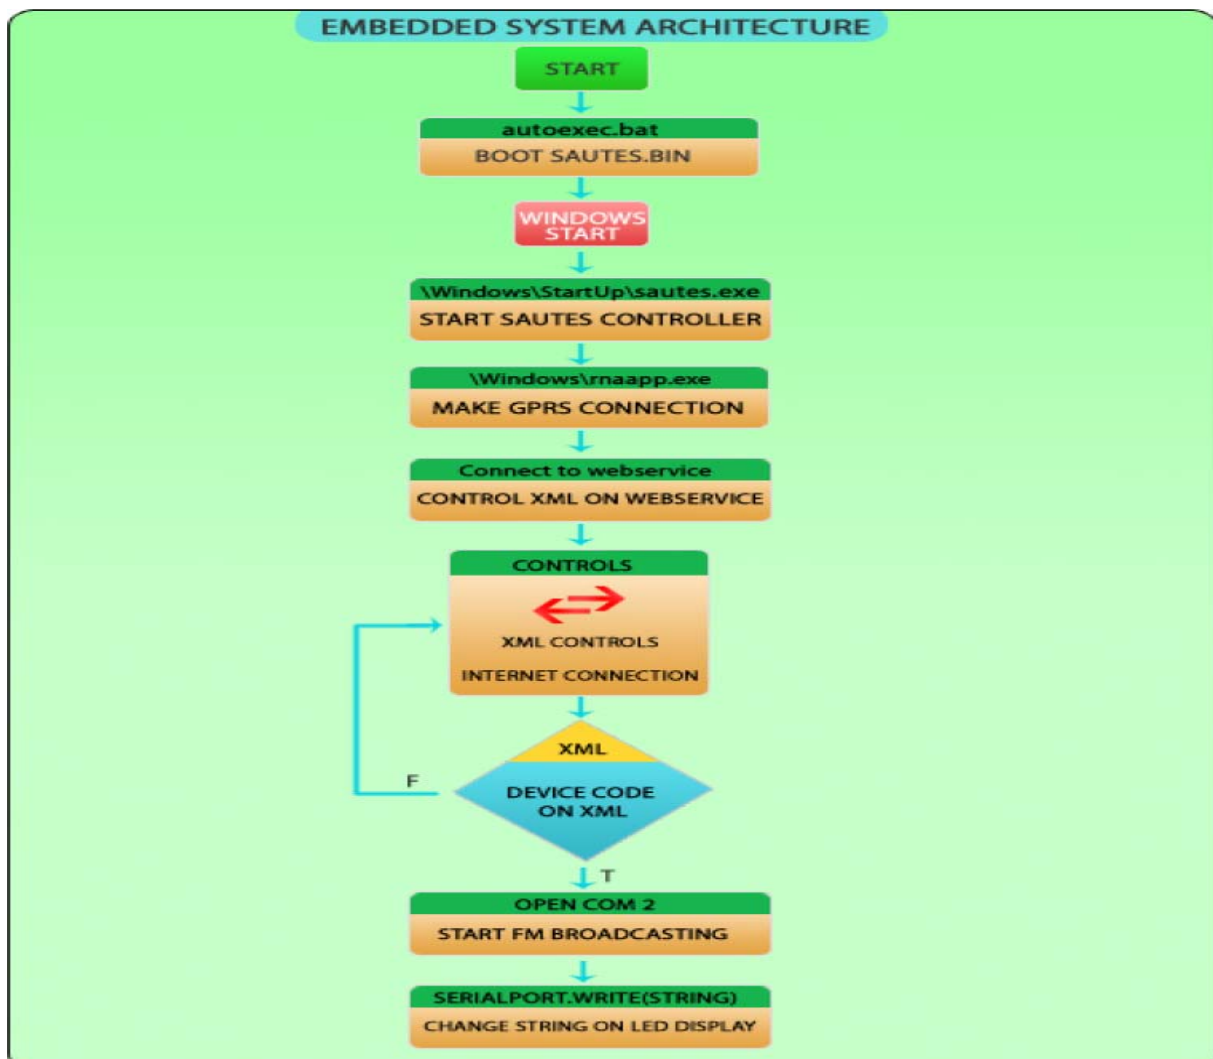 EMBEDDED SYSTEM ARCHITECTURE
START
autoexec.bat
BOOT SAUTES.BIN
WINDOWS
START
\Windows\StartUp\sautes.exe
START SAUTES CONTROLLER
\Windows\rnaapp.exe
MAKE GPRS CONNECTION
Connect to webservice
CONTROL XML ON WEBSERVICE
CONTROLS
XML CONTROLS
INTERNET CONNECTION
XML
F
DEVICE CODE
ON XML
T
OPEN COM 2
START FM BROADCASTING
SERIALPORT.WRITE(STRING)
CHANGE STRING ON LED DISPLAY